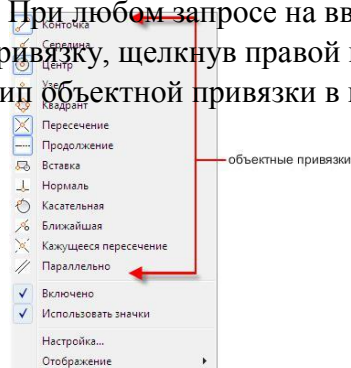 При любом запросе на вв
Конточка
Середина
ривязку, щелкнув правой
Центр
Узел
ип объектной привязки в
Квадрант
Пересечение
Продолжение
объектные привязки
Вставка
Нормаль
Касательная
Ближайшая
Кажущееся пересечение
Параллельно
Включено
Использовать значки
Настройка...
Отображение